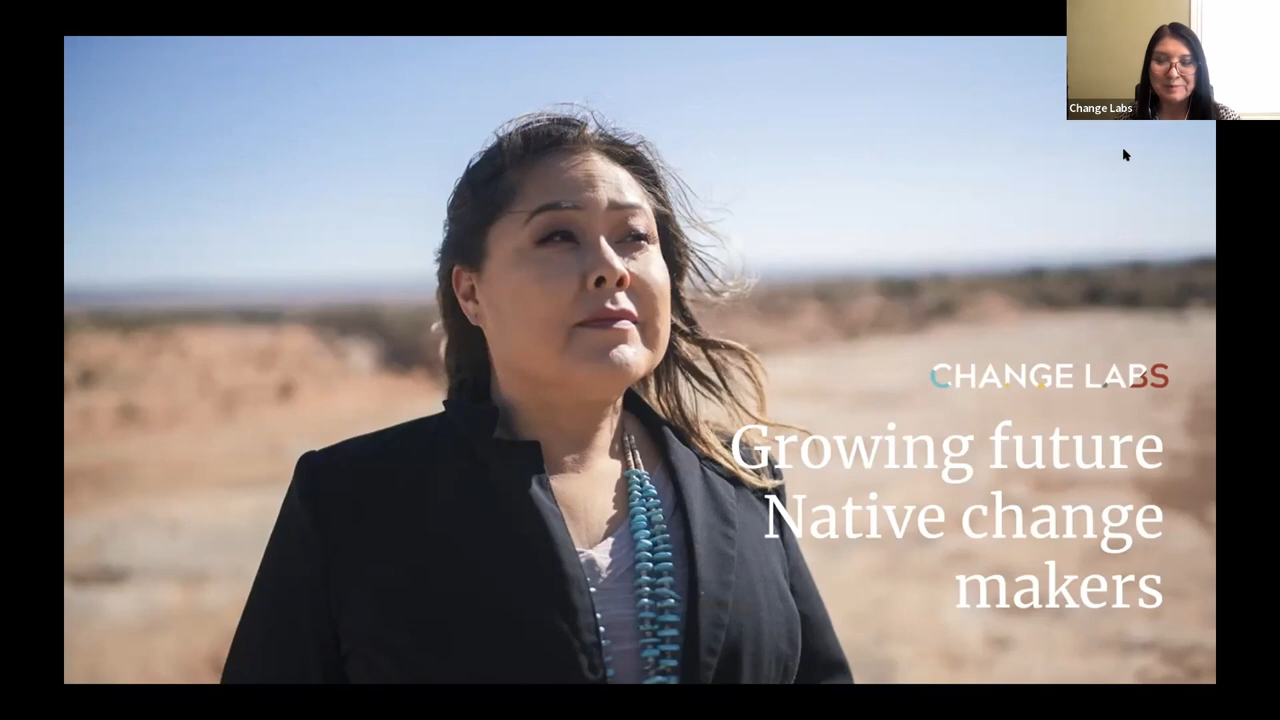 Change Labs
CHANGE LABS
Growing future
Native change
makers